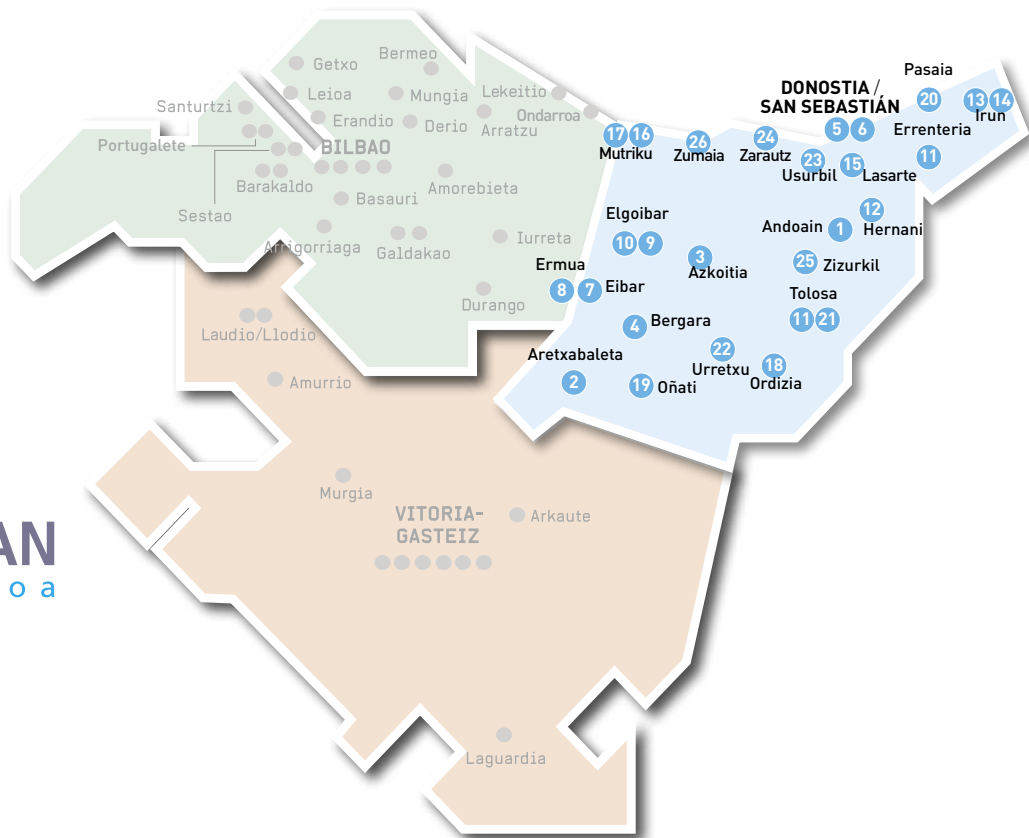 Pasaia
20
13 14
Irun
DONOSTIA /
SAN SEBASTIÁN
5 6
Errenteria
11
Getxo
Bermeo
Leioa
Mungia
Lekeitio
Ondarroa
Santurtzi
Erandio
Derio
Arratzu
Portugalete
BILBAO
17 16
Mutriku
26
Zumaia
24
Zarautz
23
Usurbil
15
Lasarte
Barakaldo
Basauri
Amorebieta
Sestao
12
Hernani
Andoain
1
Elgoibar
10 9
Arrigorriaga
Galdakao
Iurreta
3
Azkoitia
25
Zizurkil
Ermua
8 7
Eibar
Durango
Tolosa
11 21
Laudio/Llodio
4
Bergara
22
Urretxu
18
Ordizia
Aretxabaleta
2
19
Oñati
Amurrio
Murgia
VITORIA-
GASTEIZ
Arkaute
AN
o a
Laguardia